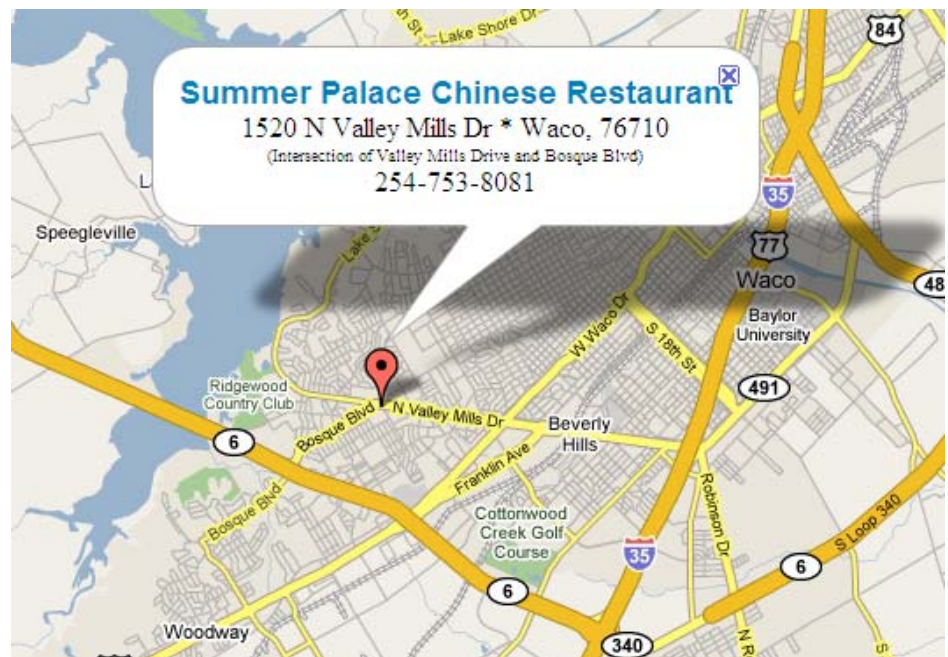 Lake Shore Dr
84
Summer Palace Chinese Restaurant
1520 N Valley Mills Dr * Waco, 76710
(Intersection of Valley Mills Drive and Bosque Blvd)
254-753-8081
35
Speegleville
77
Waco
Baylor
University
W Waco Dr
S 18th St
491
Ridgewood
Country Club
Bosque Blvd
N Valley Mills Dr
Beverly
Hills
6
Franklin Ave
Bosque Blvd
Cottonwood
Creek Golf
Course
Robinson Dr
S Loop 340
35
6
6
Woodway
340